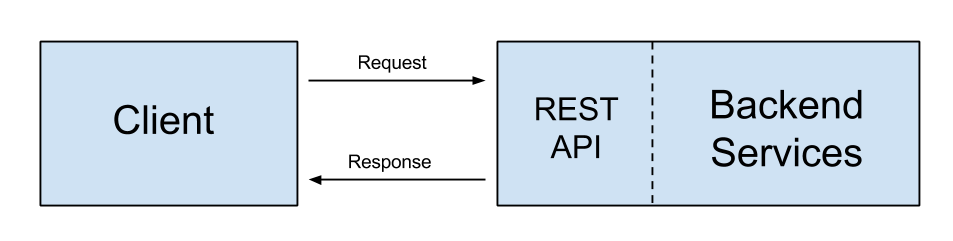 Client
Request
Response
REST
API
Backend
Services